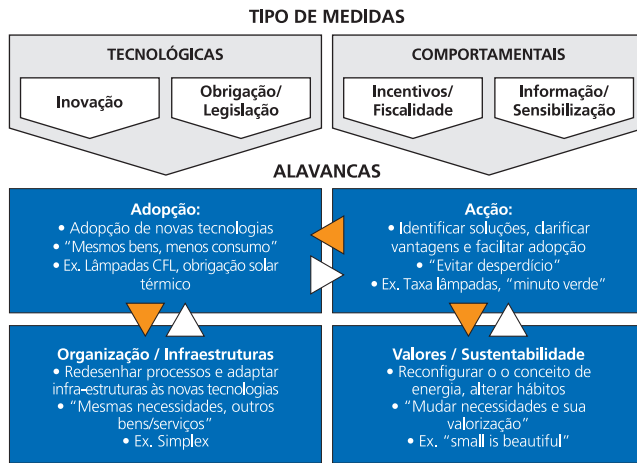 TIPO DE MEDIDAS
TECNOLÓGICAS
Inovação
Obrigação/
Legislação
COMPORTAMENTAIS
Incentivos/
Fiscalidade
Informação/
Sensibilização
ALAVANCAS
Adopção:
• Adopção de novas tecnologias
• “Mesmos bens, menos consumo”
• Ex. Lâmpadas CFL, obrigação solar
térmico
Acção:
• Identificar soluções, clarificar
vantagens e facilitar adopção
• “Evitar desperdício”
• Ex. Taxa lâmpadas, “minuto verde”
Organização / Infraestruturas
• Redesenhar processos e adaptar
infra-estruturas às novas tecnologias
• “Mesmas necessidades, outros
bens/serviços”
• Ex. Simplex
Valores / Sustentabilidade
• Reconfigurar o o conceito de
energia, alterar hábitos
• “Mudar necessidades e sua
valorização”
• Ex. “small is beautiful”